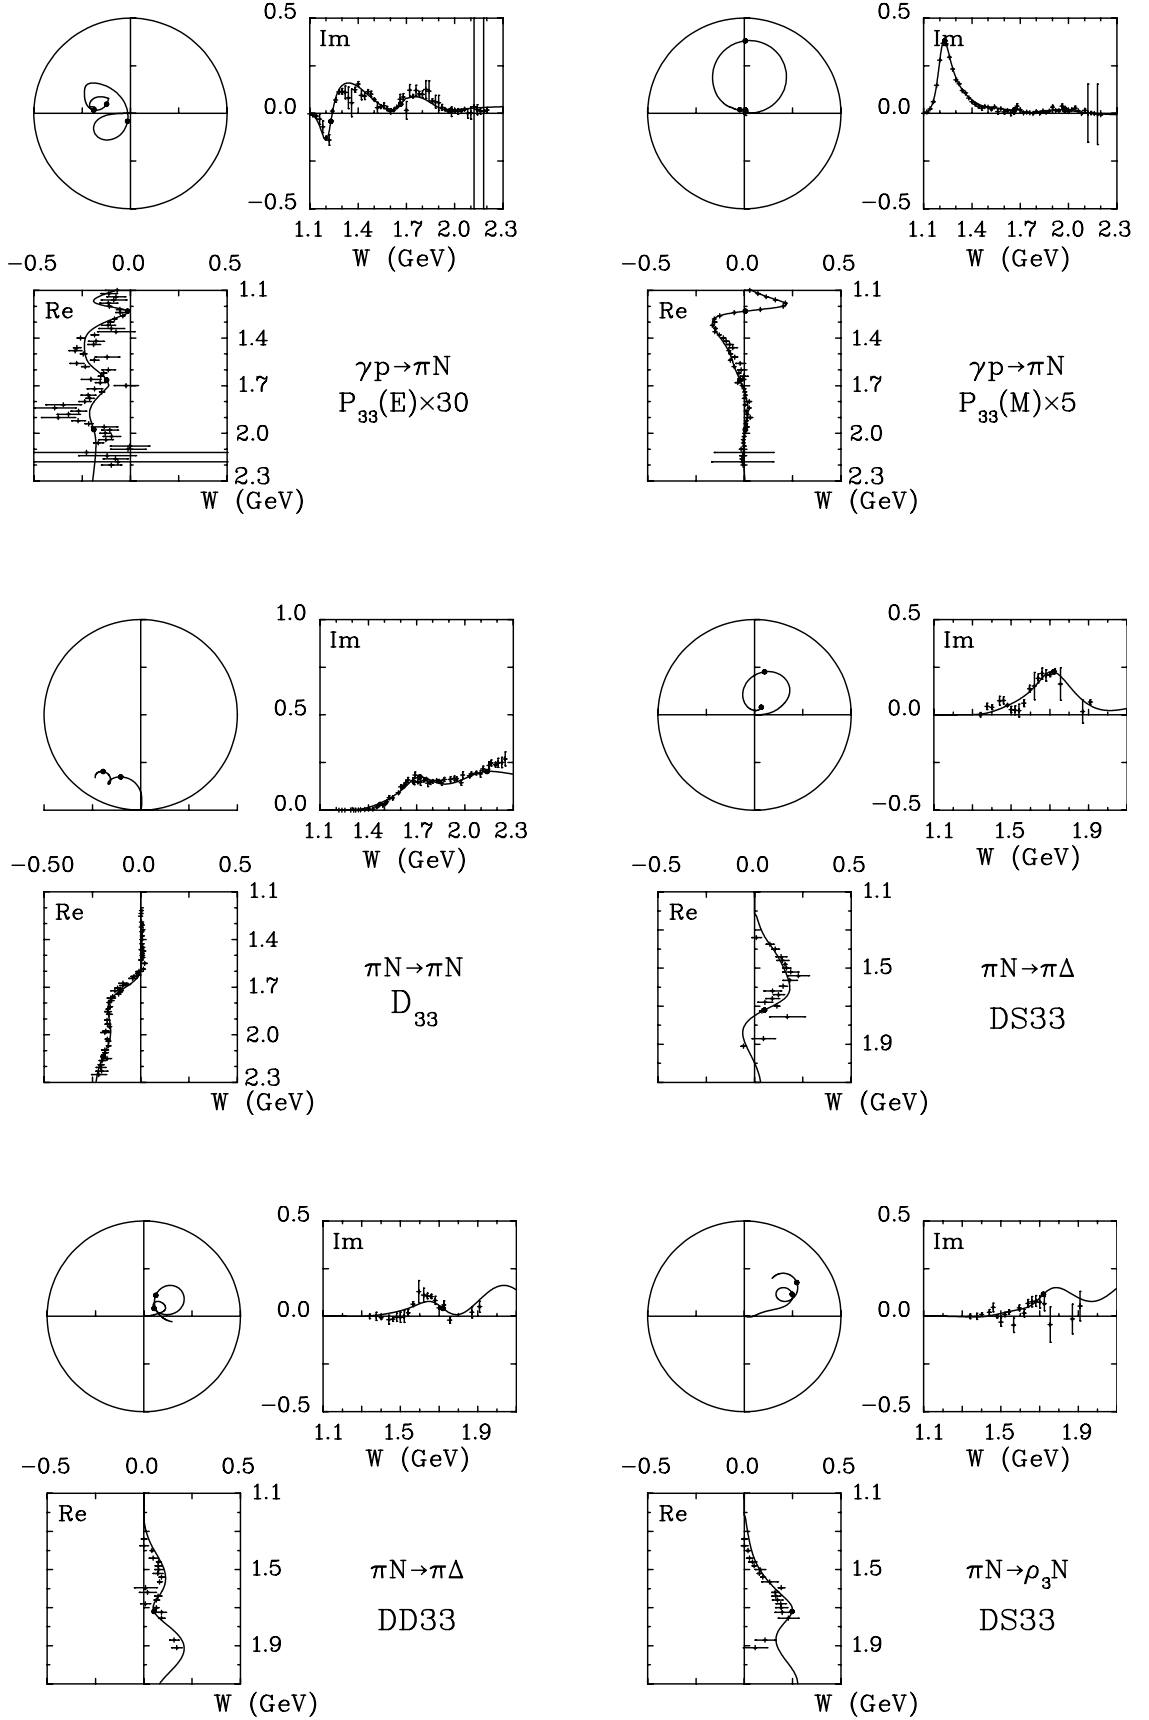 0.5 Im 0.5 Im
0.0 0.0
−0.5 −0.5
1.1 1.4 1.7 2.0 2.3 1.1 1.4 1.7 2.0 2.3
W (GeV) W (GeV)
−0.5 0.0 0.5 −0.5 0.0 0.5
Re 1.1 Re 1.1
1.4 1.4
γp→πN γp→πN
1.7 1.7
P₃₃(E)×30 P₃₃(M)×5
2.0 2.0
2.3 2.3
W (GeV) W (GeV)
1.0 Im 0.5 Im
0.5 0.0
0.0 −0.5
1.1 1.4 1.7 2.0 2.3 1.1 1.5 1.9
W (GeV) W (GeV)
−0.50 0.0 0.5 −0.5 0.0 0.5
Re 1.1 Re 1.1
1.4
πN→πN 1.5 πN→πΔ
1.7
D₃₃ DS33
2.0 1.9
2.3
W (GeV) W (GeV)
0.5 Im 0.5 Im
0.0 0.0
−0.5 −0.5
1.1 1.5 1.9 1.1 1.5 1.9
W (GeV) W (GeV)
−0.5 0.0 0.5 −0.5 0.0 0.5
Re 1.1 Re 1.1
1.5 πN→πΔ 1.5 πN→ρ₃N
DD33 DS33
1.9 1.9
W (GeV) W (GeV)